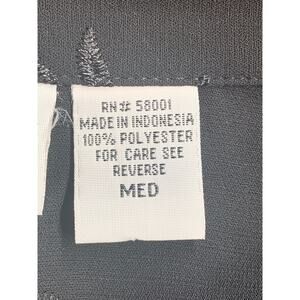 RN# 58001
MADE IN INDONESIA
100% POLYESTER
FOR CARE SEE
REVERSE
MED